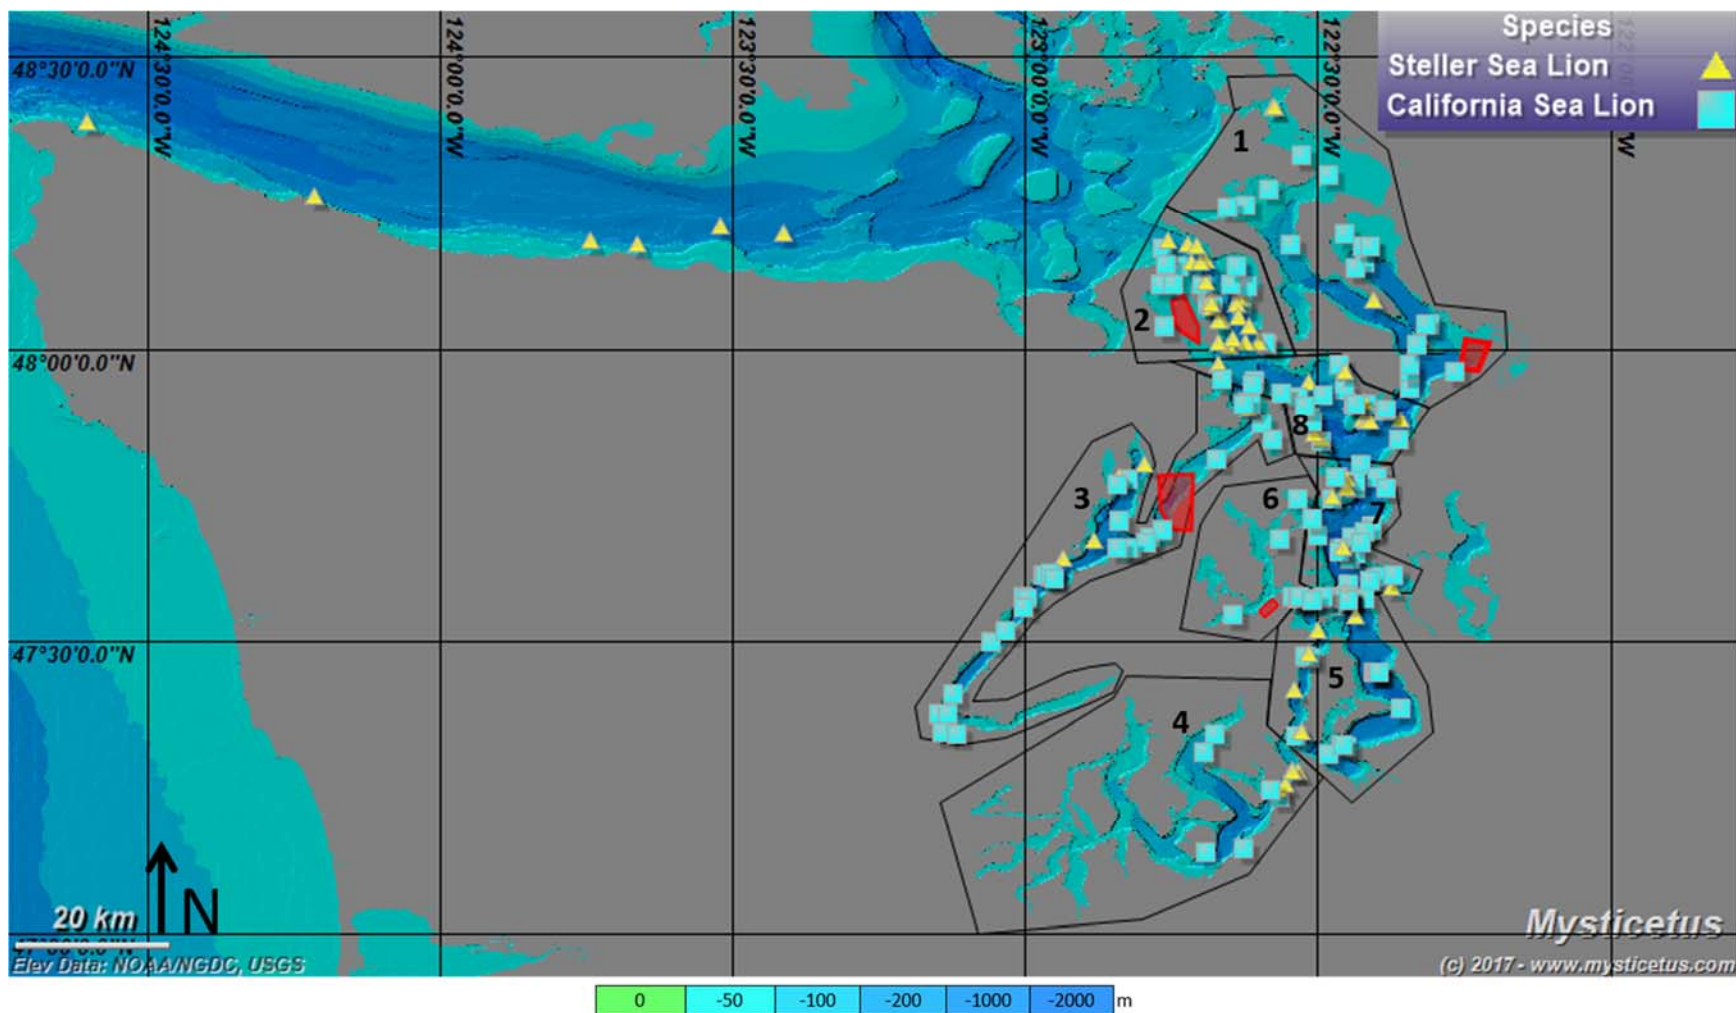 Species
Steller Sea Lion
California Sea Lion
124°30'0.0"W
124°00'0.0"W
123°30'0.0"W
123°00'0.0"W
122°30'0.0"W
48°30'0.0"N
1
2
48°00'0.0"N
8
3
6
7
47°30'0.0"N
5
4
N
20 km
Mysticetus
Elev Data: NOAA/NGDC, USGS
(c) 2017 - www.mysticetus.com
0 -50 -100 -200 -1000 -2000 m